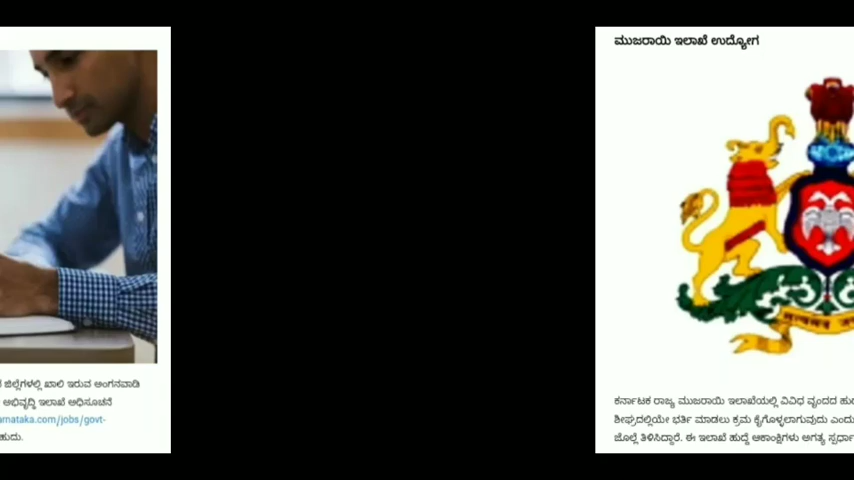 ಜಿಲ್ಲೆಗಳಲ್ಲಿ ಖಾಲಿ ಇರುವ ಅಂಗನವಾಡಿ
ಅಭಿವೃದ್ಧಿ ಇಲಾಖೆ ಅಧಿಸೂಚನೆ
arnataka.com/jobs/govt-
ಹುದು.
ಮುಜರಾಯಿ ಇಲಾಖೆ ಉದ್ಯೋಗ
ಕರ್ನಾಟಕ ರಾಜ್ಯ ಮುಜರಾಯಿ ಇಲಾಖೆಯಲ್ಲಿ ವಿವಿಧ ವೃಂದದ ಹುದ
ಶೀಘ್ರದಲ್ಲಿಯೇ ಭರ್ತಿ ಮಾಡಲು ಕ್ರಮ ಕೈಗೊಳ್ಳಲಾಗುವುದು ಎಂದು
ಜೊಲ್ಲೆ ತಿಳಿಸಿದ್ದಾರೆ. ಈ ಇಲಾಖೆ ಹುದ್ದೆ ಆಕಾಂಕ್ಷಿಗಳು ಅಗತ್ಯ ಸ್ಪರ್ಧಾ